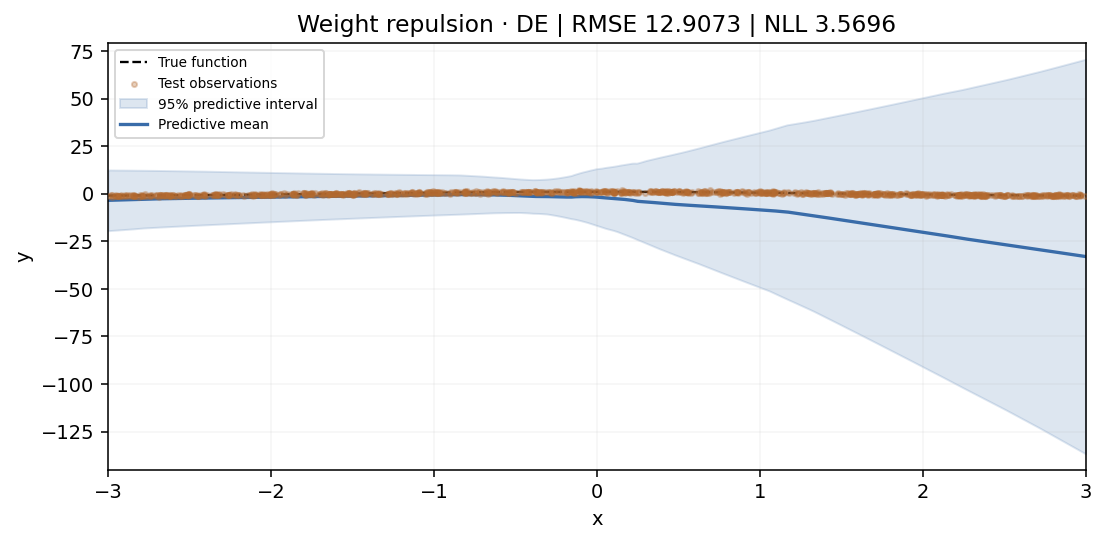 Weight repulsion · DE | RMSE 12.9073 | NLL 3.5696
True function
Test observations
95% predictive interval
Predictive mean
75
50
25
0
−25
−50
−75
−100
−125
y
−3
−2
−1
0
1
2
3
x